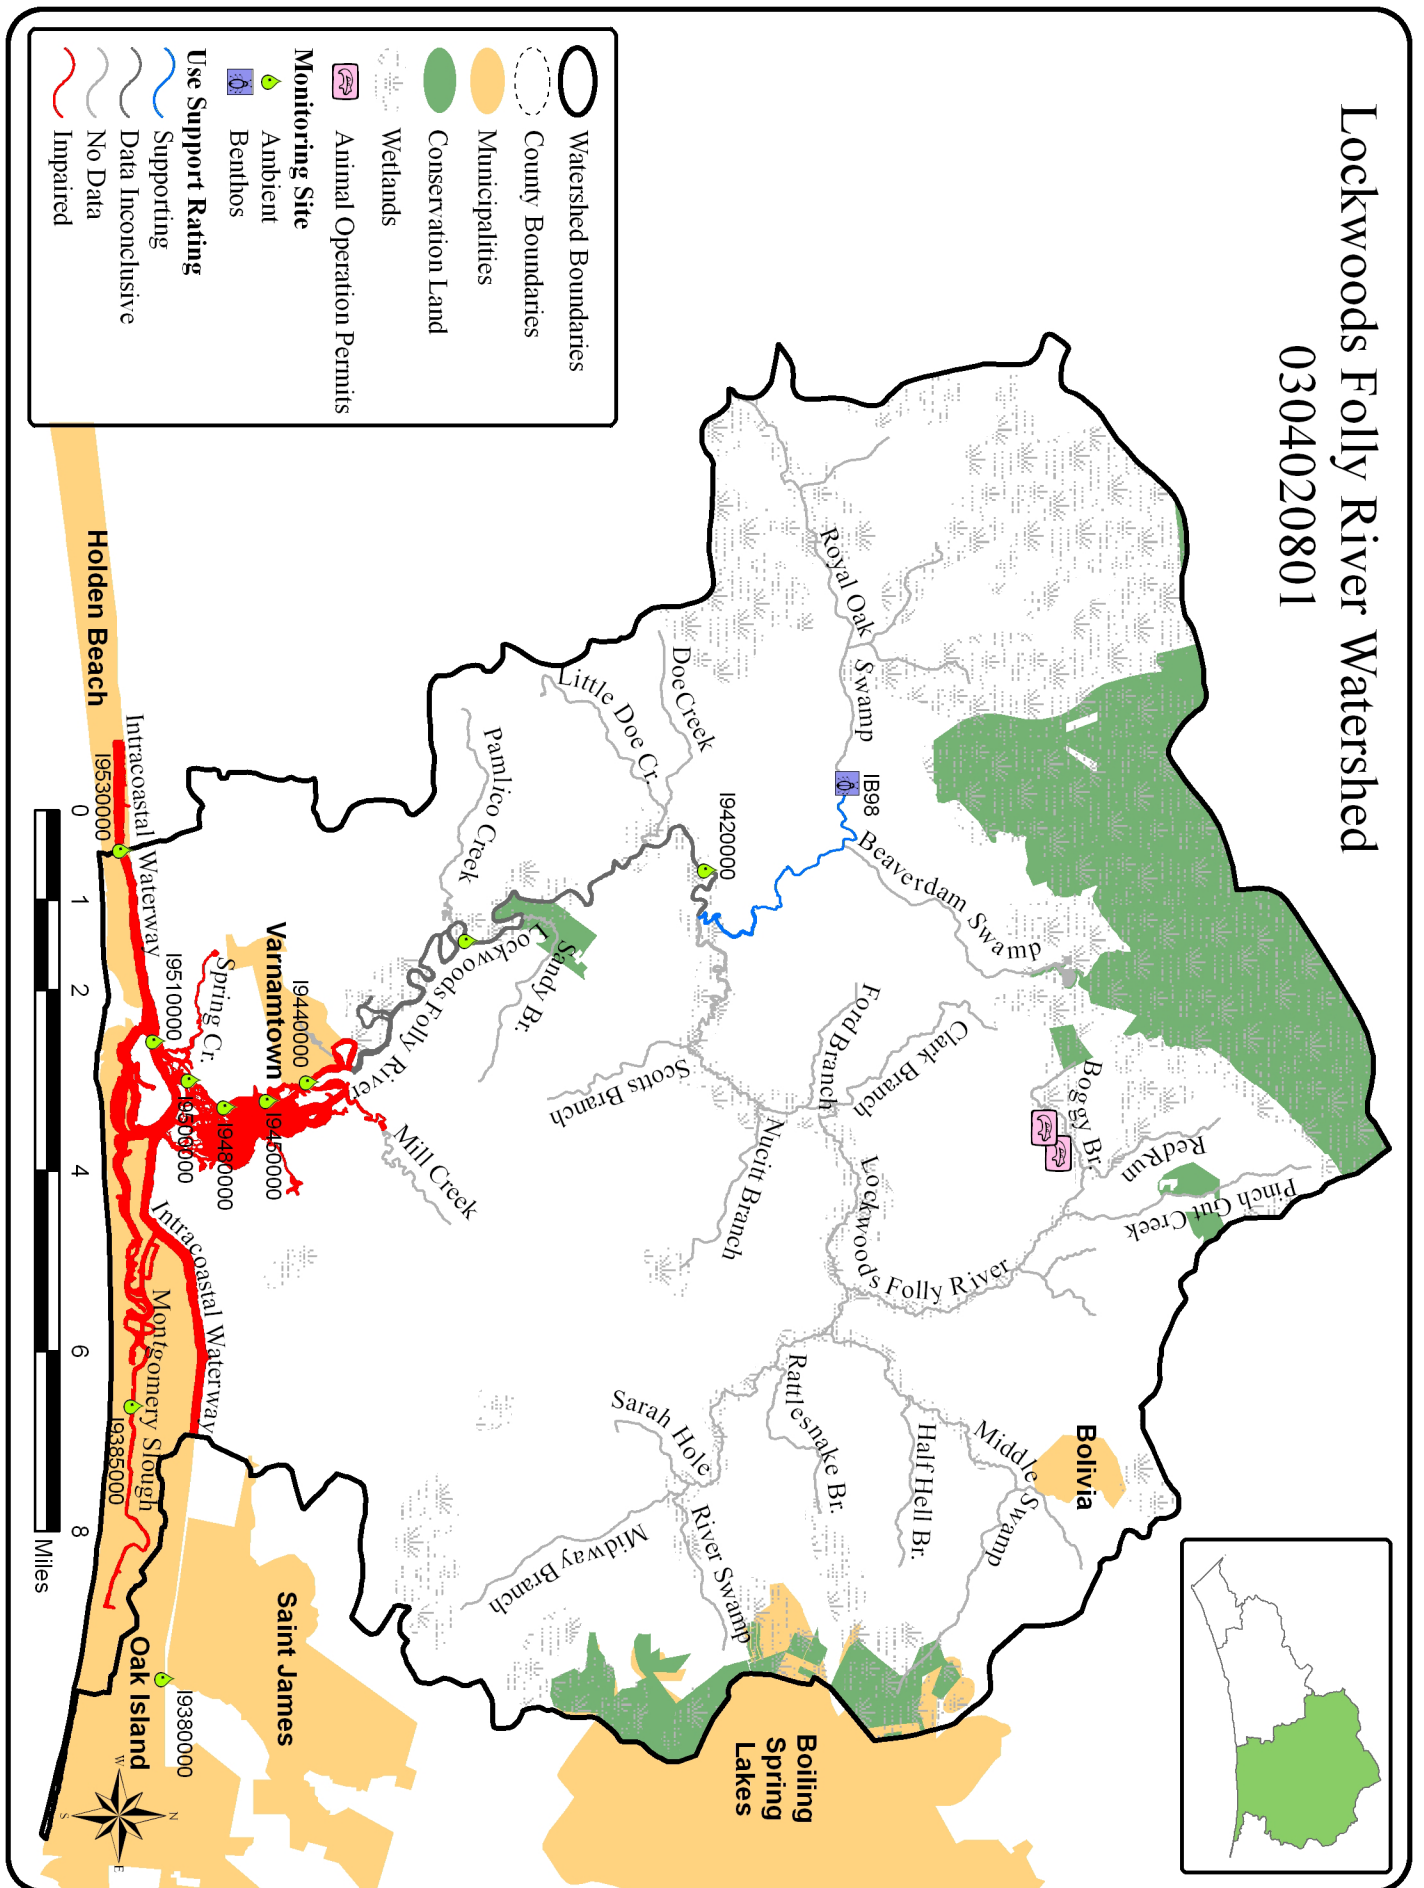 Lockwoods Folly River Watershed
0304020801
Watershed Boundaries
County Boundaries
Municipalities
Conservation Land
Wetlands
Animal Operation Permits
Monitoring Site
Ambient
Benthos
Use Support Rating
Supporting
Data Inconclusive
No Data
Impaired
Royal Oak Swamp
IB98
Beaverdam Swamp
Doe Creek
Little Doe Cr.
I9420000
Pamlico Creek
Sandy Br.
Lockwoods Folly River
Scotts Branch
Ford Branch
Clark Branch
Boggy Br.
Red Run
Pinch Gut Creek
Nucitt Branch
Lockwoods Folly River
Mill Creek
Bolivia
Middle Swamp
Half Hell Br.
Rattlesnake Br.
Sarah Hole
River Swamp
Midway Branch
Boiling
Spring
Lakes
Varnamtown
I9440000
I9450000
I9480000
I9500000
I9510000
Spring Cr.
Holden Beach
Intracoastal Waterway
I9530000
Intracoastal Waterway
Montgomery Slough
I9385000
Saint James
Oak Island
I9380000
0
1
2
4
6
8
Miles
N
W
E
S